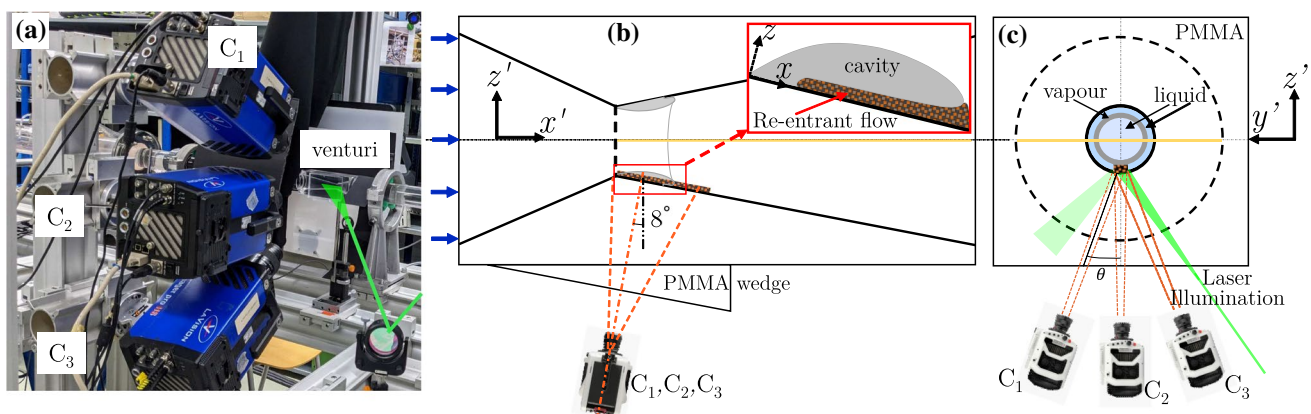 (a)
C1
venturi
C2
C3
LAVISION
(b)
z'
x'
z
x
cavity
Re-entrant flow
8°
PMMA wedge
C1,C2,C3
(c)
PMMA
vapour
liquid
z'
y'
θ
Laser
Illumination
C1
C2
C3